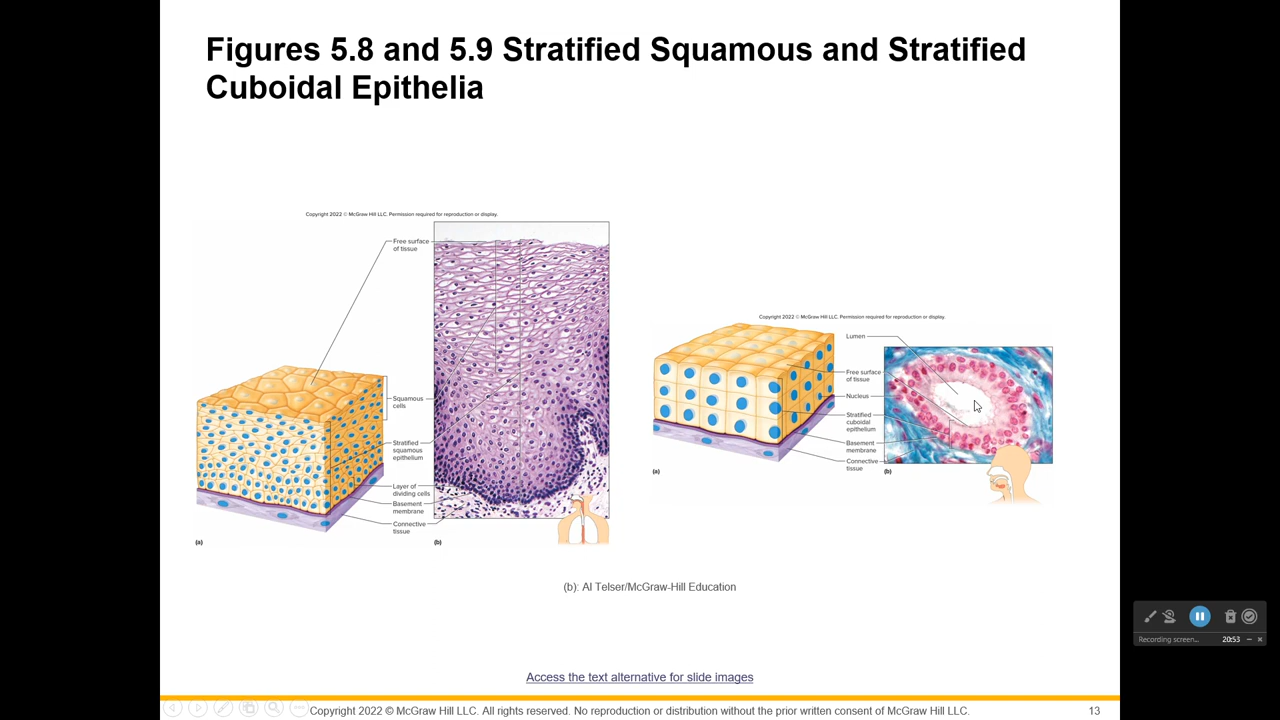 Figures 5.8 and 5.9 Stratified Squamous and Stratified
Cuboidal Epithelia
Copyright 2022 © McGraw Hill LLC. Permission required for reproduction or display.
Free surface
of tissue
Squamous
cells
Stratified
squamous
epithelium
Layer of
dividing cells
Basement
membrane
Connective
tissue
(a)
(b)
Copyright 2022 © McGraw Hill LLC. Permission required for reproduction or display.
Lumen
Free surface
of tissue
Nucleus
Stratified
cuboidal
epithelium
Basement
membrane
Connective
tissue
(a)
(b)
(b): Al Telser/McGraw-Hill Education
Access the text alternative for slide images
Copyright 2022 © McGraw Hill LLC. All rights reserved. No reproduction or distribution without the prior written consent of McGraw Hill LLC.
13
Recording screen...
20:53